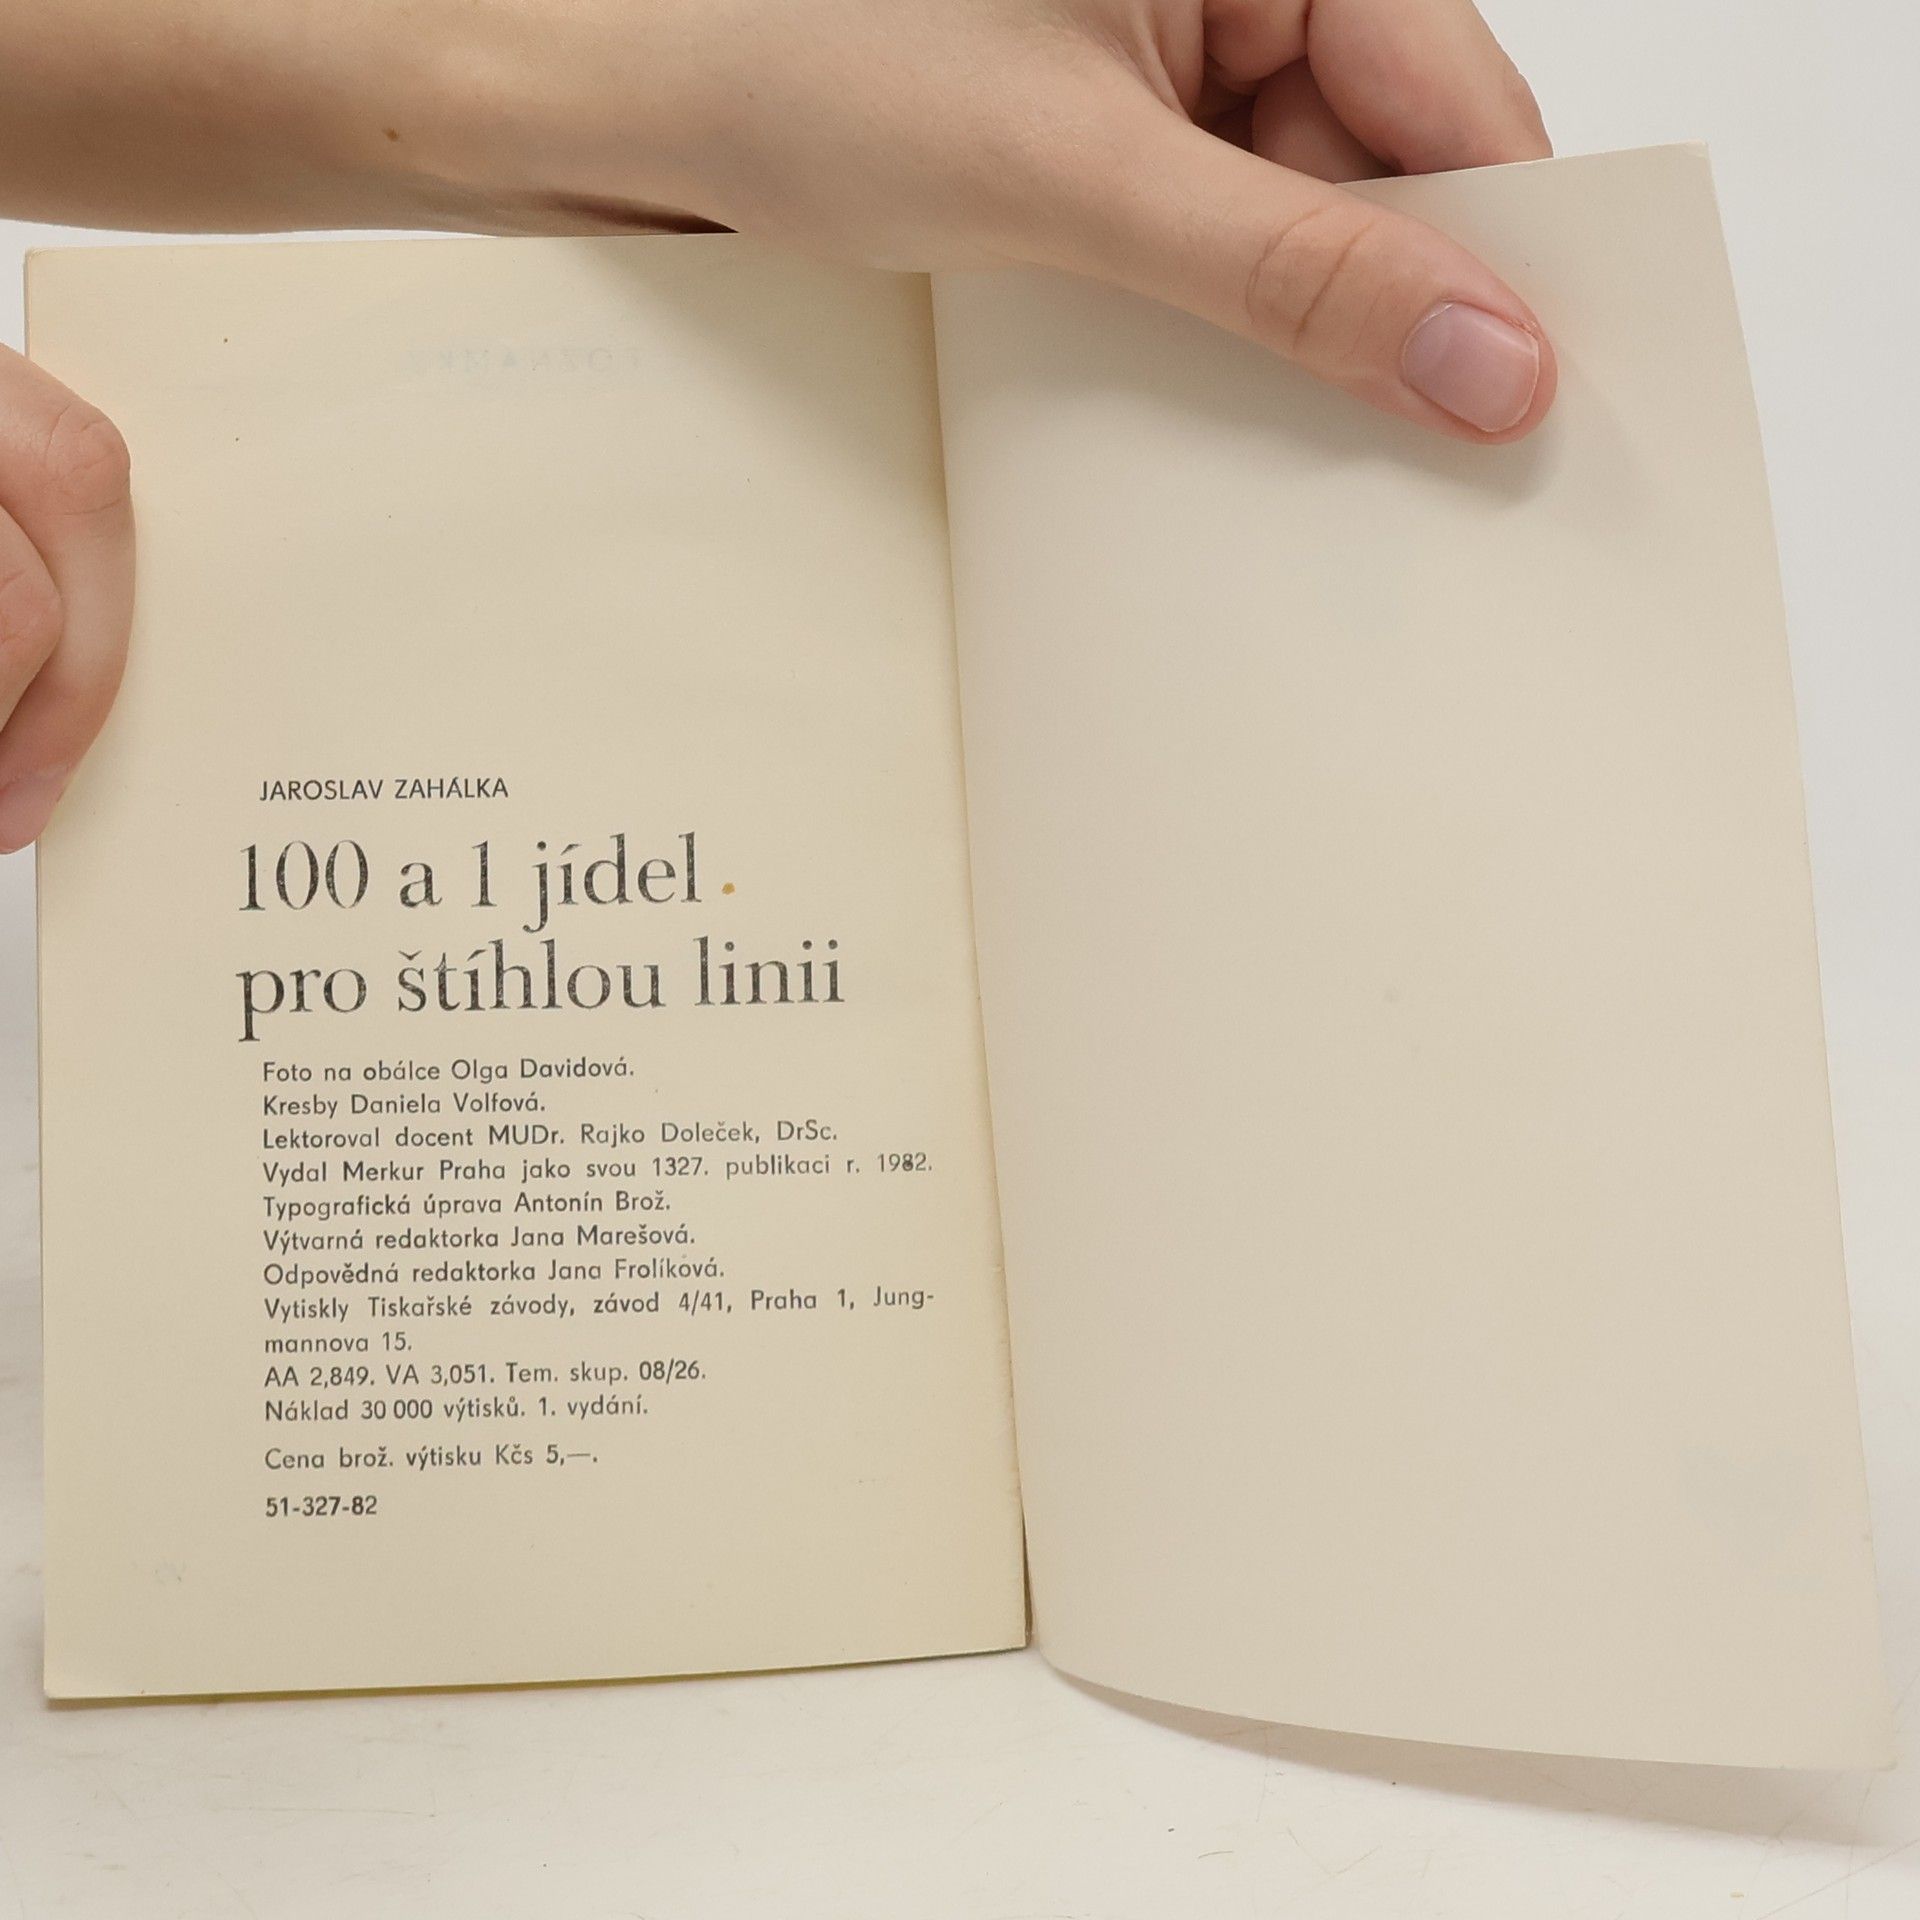 JAROSLAV ZAHÁLKA
100 a 1 jídel
pro štíhlou linii
Foto na obálce Olga Davidová.
Kresby Daniela Volfová.
Lektoroval docent MUDr. Rajko Doleček, DrSc.
Vydal Merkur Praha jako svou 1327. publikaci r. 1982.
Typografická úprava Antonín Brož.
Výtvarná redaktorka Jana Marešová.
Odpovědná redaktorka Jana Frolíková.
Vytiskly Tiskařské závody, závod 4/41, Praha 1, Jung-
mannova 15.
AA 2,849. VA 3,051. Tem. skup. 08/26.
Náklad 30 000 výtisků. 1. vydání.
Cena brož. výtisku Kčs 5,—.
51-327-82